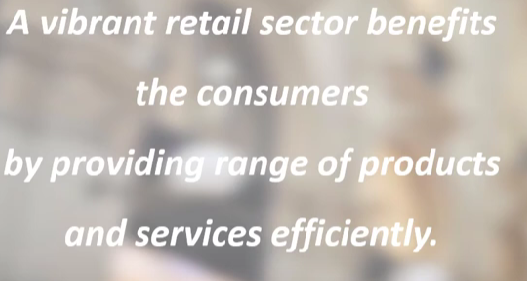 A vibrant retail sector benefits
the consumers
by providing range of products
and services efficiently.